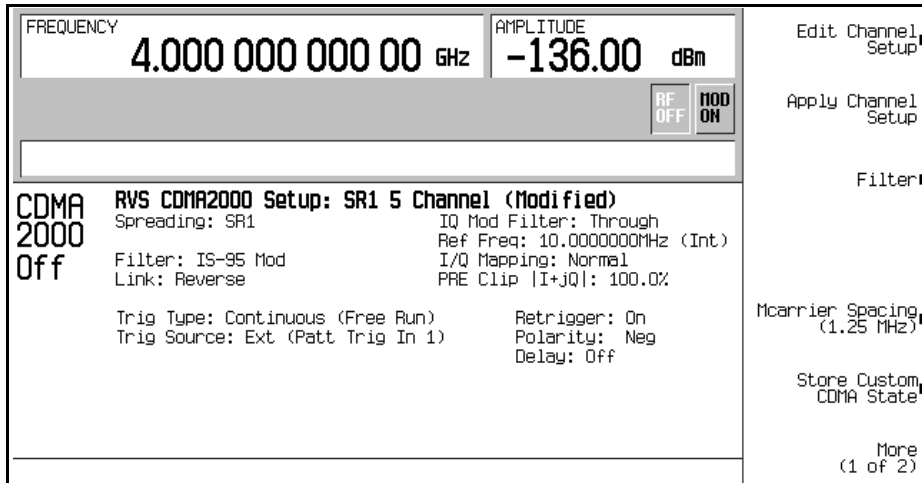 FREQUENCY
4.000 000 000 00 GHz
AMPLITUDE
-136.00 dBm
RF OFF
MOD ON
CDMA 2000 Off
RVS CDMA2000 Setup: SR1 5 Channel (Modified)
Spreading: SR1
IQ Mod Filter: Through
Ref Freq: 10.0000000MHz (Int)
Filter: IS-95 Mod
I/Q Mapping: Normal
Link: Reverse
PRE Clip |I+jQ|: 100.0%
Trig Type: Continuous (Free Run)
Retrigger: On
Trig Source: Ext (Patt Trig In 1)
Polarity: Neg
Delay: Off
Edit Channel
Setup
Apply Channel
Setup
Filter
Mcarrier Spacing
(1.25 MHz)
Store Custom
CDMA State
More
(1 of 2)